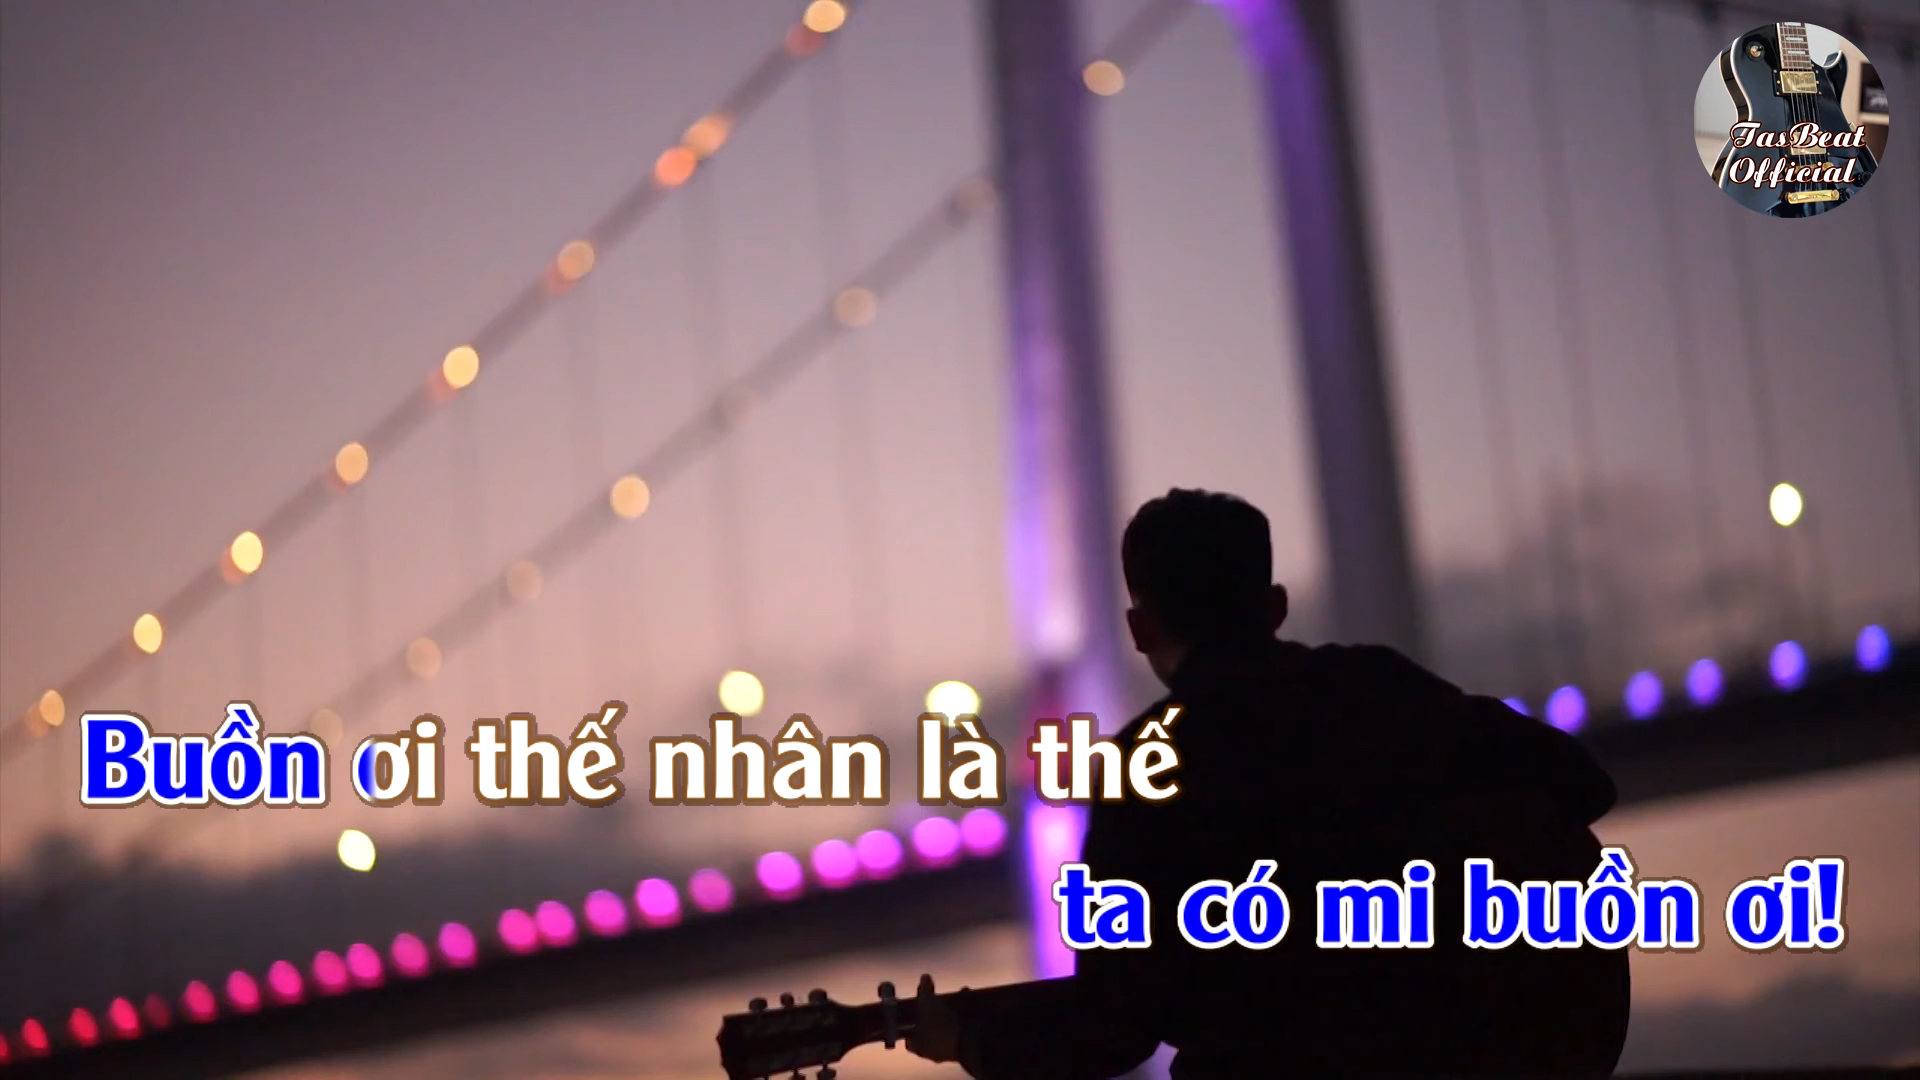 TasBeat
Official
Buồn ơi thế nhân là thế
ta có mi buồn ơi!